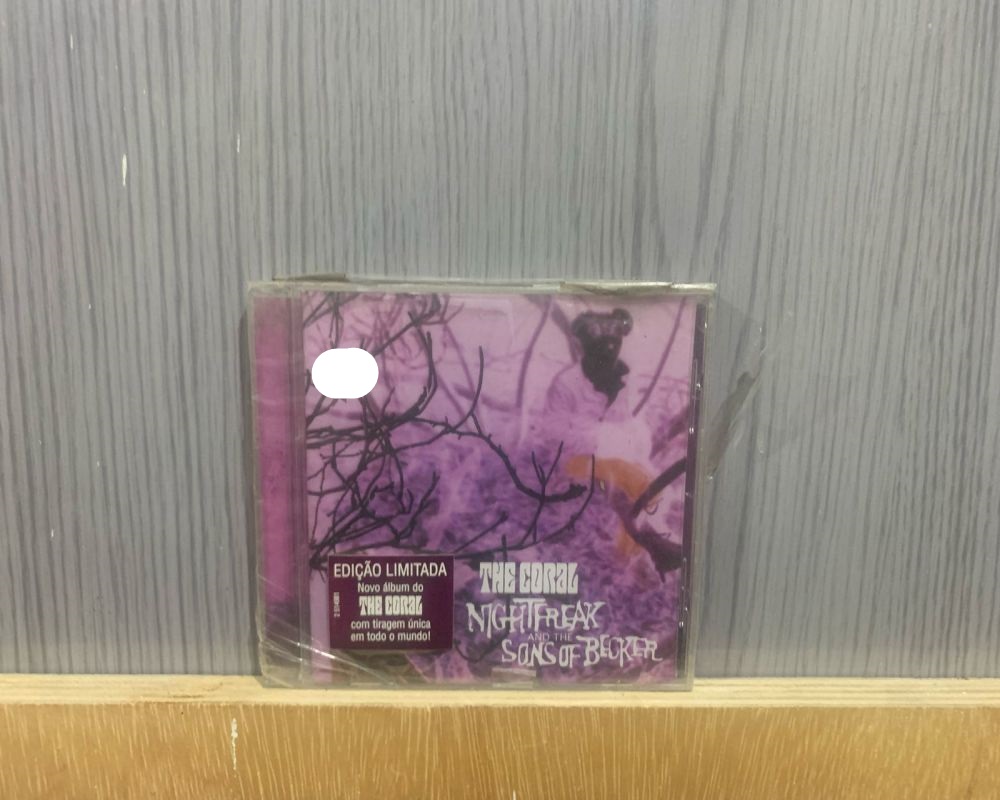 EDIÇÃO LIMITADA
Novo álbum do
THE CORAL
com tiragem única
em todo o mundo!
THE CORAL
NIGHTFREAK
AND THE
SONS OF BECKER